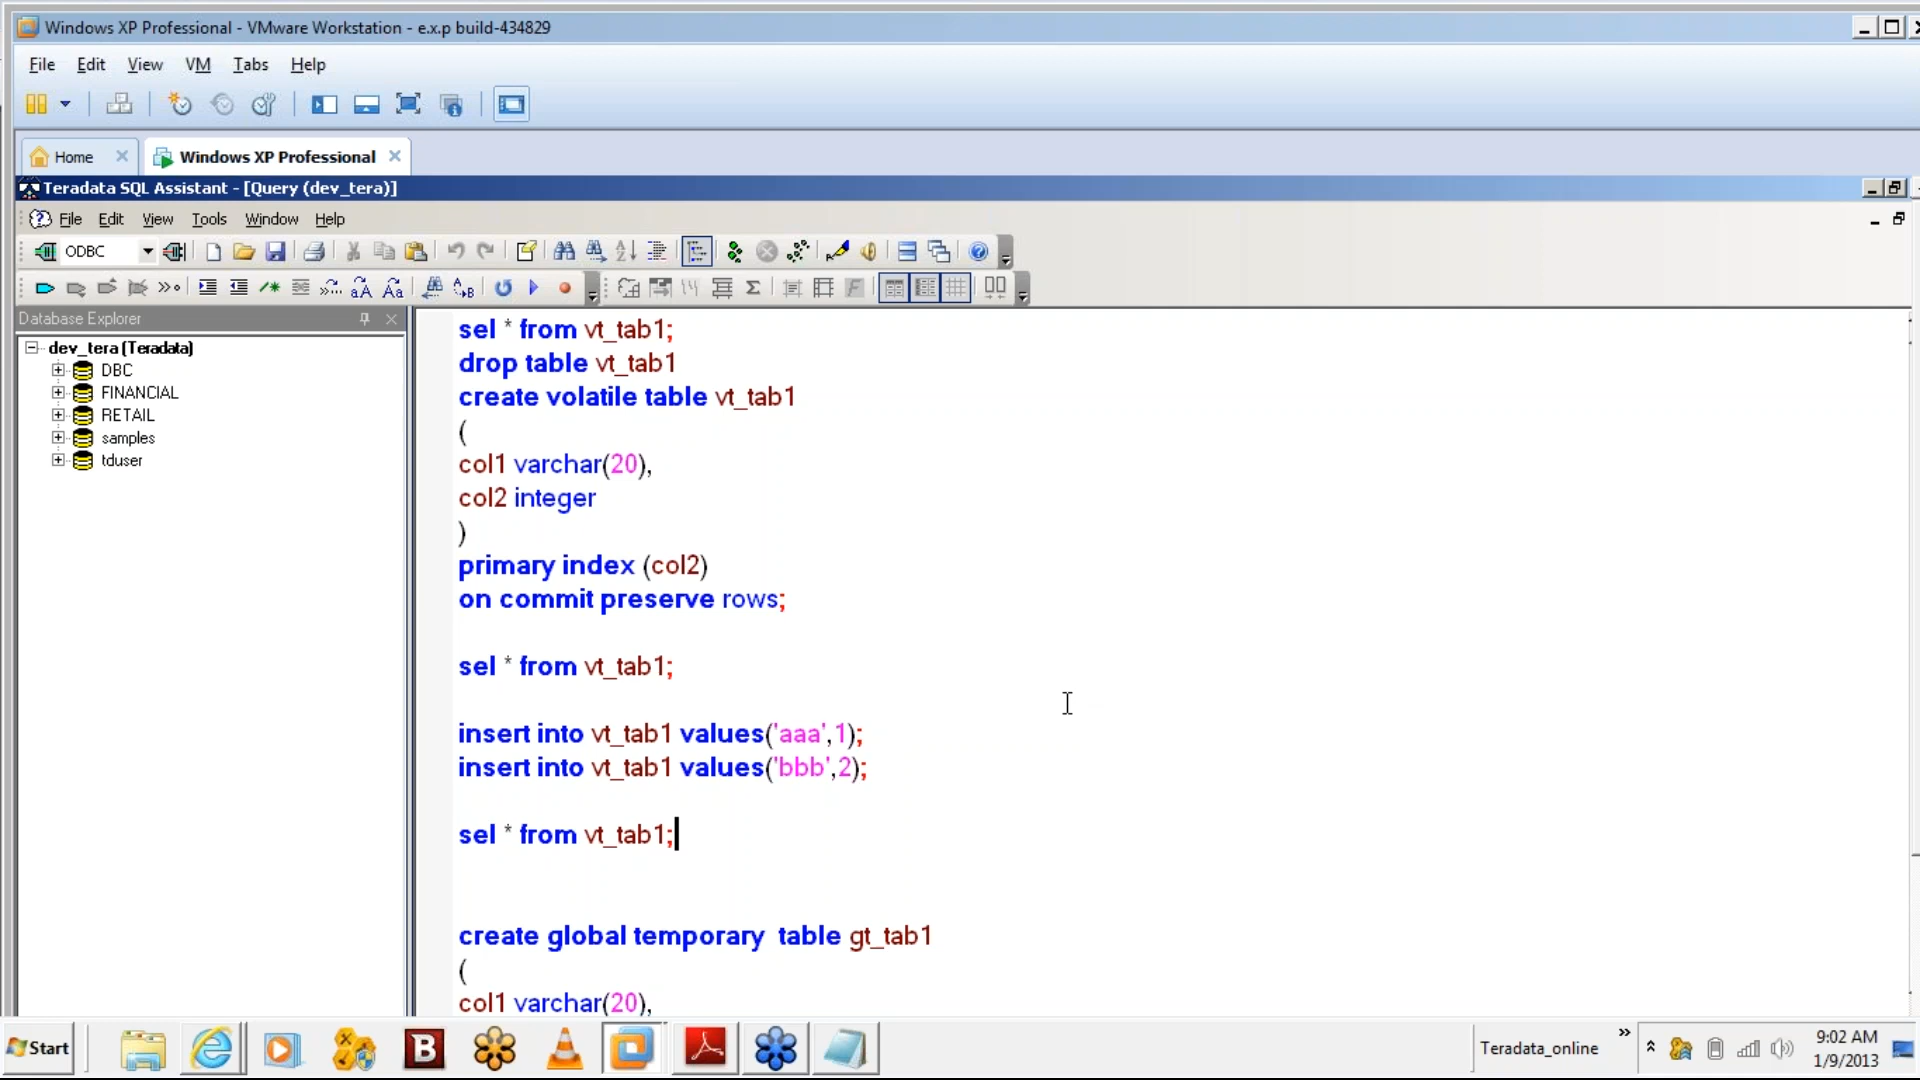 Windows XP Professional - VMware Workstation - e.x.p build-434829
File Edit View VM Tabs Help
Home Windows XP Professional
Teradata SQL Assistant - [Query (dev_tera)]
File Edit View Tools Window Help
ODBC
Database Explorer
dev_tera (Teradata)
DBC
FINANCIAL
RETAIL
samples
tduser
sel * from vt_tab1;
drop table vt_tab1
create volatile table vt_tab1
(
col1 varchar(20),
col2 integer
)
primary index (col2)
on commit preserve rows;
sel * from vt_tab1;
insert into vt_tab1 values('aaa',1);
insert into vt_tab1 values('bbb',2);
sel * from vt_tab1;
create global temporary  table gt_tab1
(
col1 varchar(20),
Start
Teradata_online
9:02 AM
1/9/2013